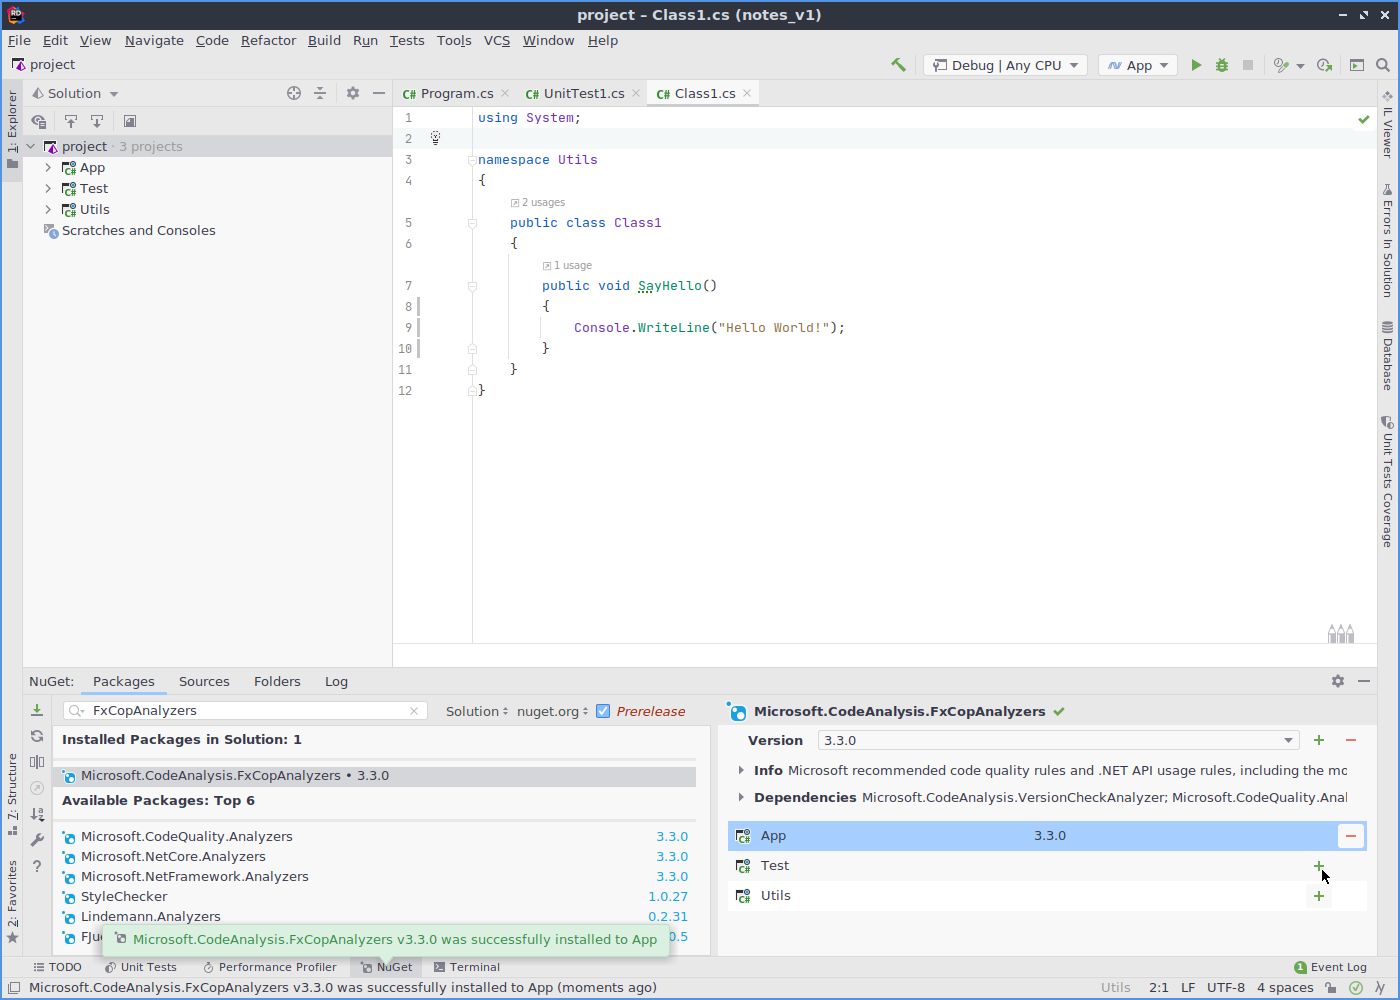 project – Class1.cs (notes_v1)
File Edit View Navigate Code Refactor Build Run Tests Tools VCS Window Help
project
Debug | Any CPU
App
1: Explorer
Solution
project · 3 projects
App
Test
Utils
Scratches and Consoles
Program.cs
UnitTest1.cs
Class1.cs
1 using System;
2
3 namespace Utils
4 {
2 usages
5 public class Class1
6 {
1 usage
7 public void SayHello()
8 {
9 Console.WriteLine("Hello World!");
10 }
11 }
12 }
IL Viewer
Errors In Solution
Database
Unit Tests Coverage
7: Structure
2: Favorites
NuGet: Packages Sources Folders Log
FxCopAnalyzers
Solution nuget.org Prerelease
Installed Packages in Solution: 1
Microsoft.CodeAnalysis.FxCopAnalyzers • 3.3.0
Available Packages: Top 6
Microsoft.CodeQuality.Analyzers 3.3.0
Microsoft.NetCore.Analyzers 3.3.0
Microsoft.NetFramework.Analyzers 3.3.0
StyleChecker 1.0.27
Lindemann.Analyzers 0.2.31
Microsoft.CodeAnalysis.FxCopAnalyzers v3.3.0 was successfully installed to App
Microsoft.CodeAnalysis.FxCopAnalyzers
Version 3.3.0
Info Microsoft recommended code quality rules and .NET API usage rules, including the mo
Dependencies Microsoft.CodeAnalysis.VersionCheckAnalyzer; Microsoft.CodeQuality.Anal
App 3.3.0
Test
Utils
TODO Unit Tests Performance Profiler NuGet Terminal
1 Event Log
Microsoft.CodeAnalysis.FxCopAnalyzers v3.3.0 was successfully installed to App (moments ago)
Utils 2:1 LF UTF-8 4 spaces